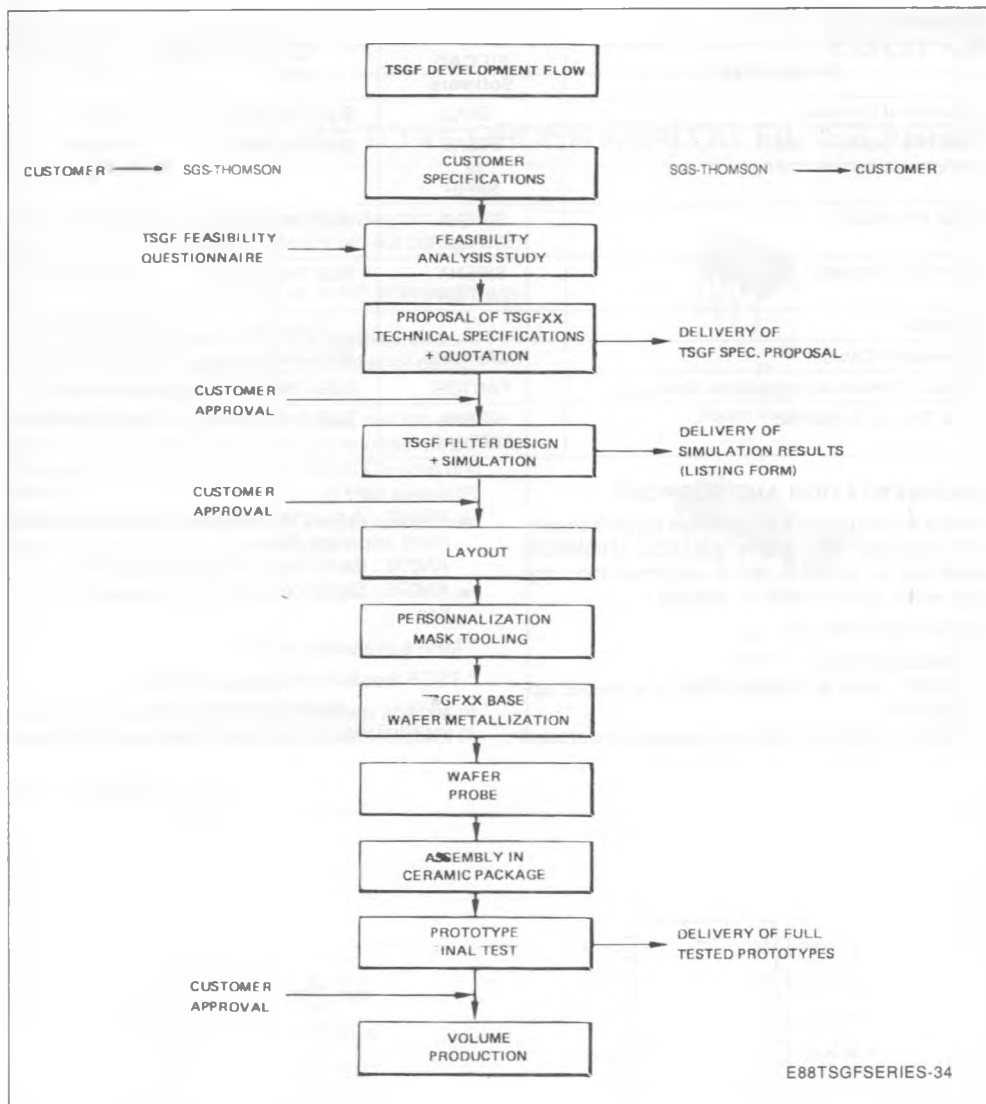 TSGF DEVELOPMENT FLOW
CUSTOMER SGS-THOMSON
CUSTOMER
SPECIFICATIONS
SGS-THOMSON CUSTOMER
TSGF FEASIBILITY
QUESTIONNAIRE
FEASIBILITY
ANALYSIS STUDY
PROPOSAL OF TSGFXX
TECHNICAL SPECIFICATIONS
+ QUOTATION
DELIVERY OF
TSGF SPEC. PROPOSAL
CUSTOMER
APPROVAL
TSGF FILTER DESIGN
+ SIMULATION
DELIVERY OF
SIMULATION RESULTS
(LISTING FORM)
CUSTOMER
APPROVAL
LAYOUT
PERSONNALIZATION
MASK TOOLING
TSGFXX BASE
WAFER METALLIZATION
WAFER
PROBE
ASSEMBLY IN
CERAMIC PACKAGE
PROTOTYPE
INAL TEST
DELIVERY OF FULL
TESTED PROTOTYPES
CUSTOMER
APPROVAL
VOLUME
PRODUCTION
E88TSGFSERIES-34